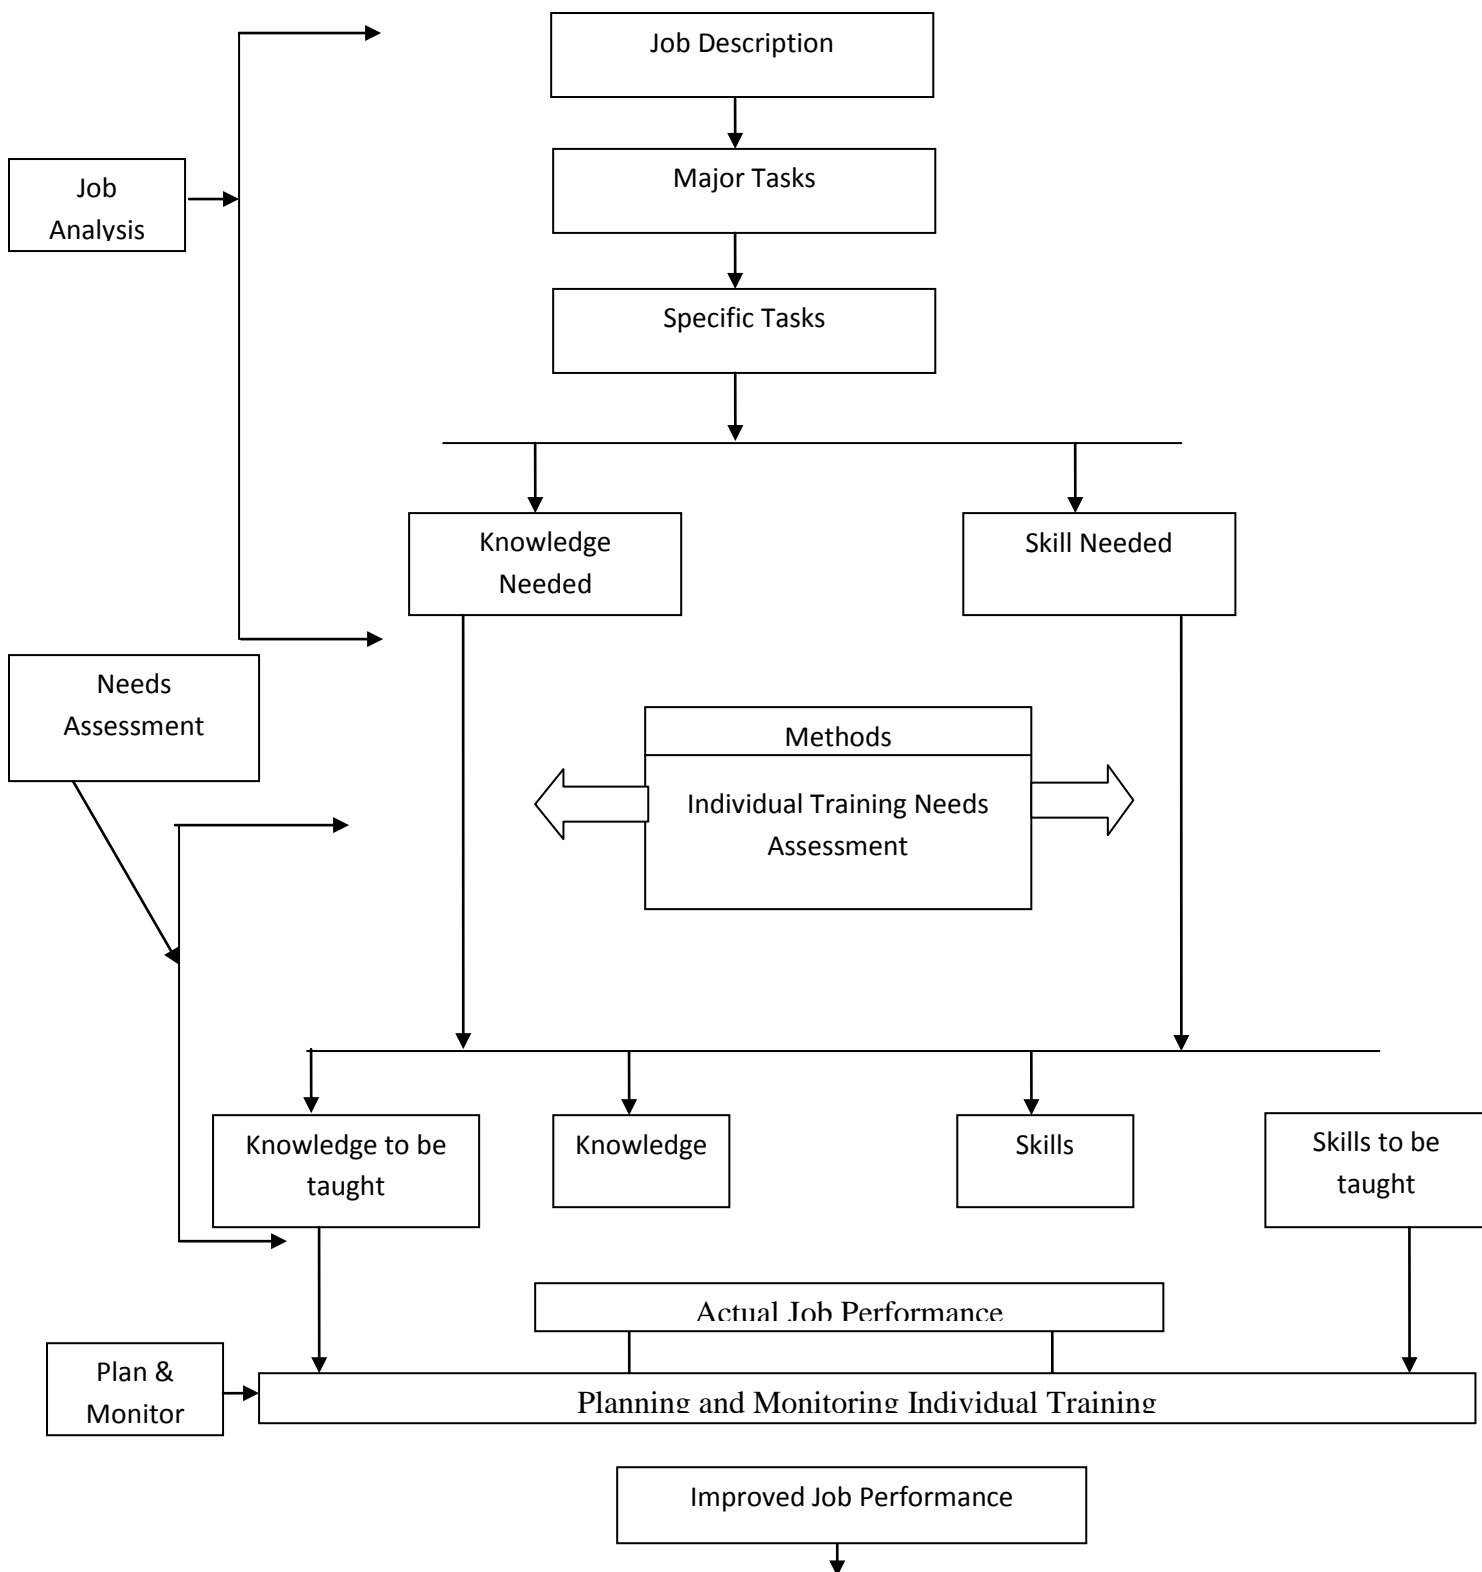 Job Description
Major Tasks
Job
Analysis
Specific Tasks
Knowledge
Needed
Skill Needed
Needs
Assessment
Methods
Individual Training Needs
Assessment
Knowledge to be
taught
Knowledge
Skills
Skills to be
taught
Actual Job Performance
Plan &
Monitor
Planning and Monitoring Individual Training
Improved Job Performance